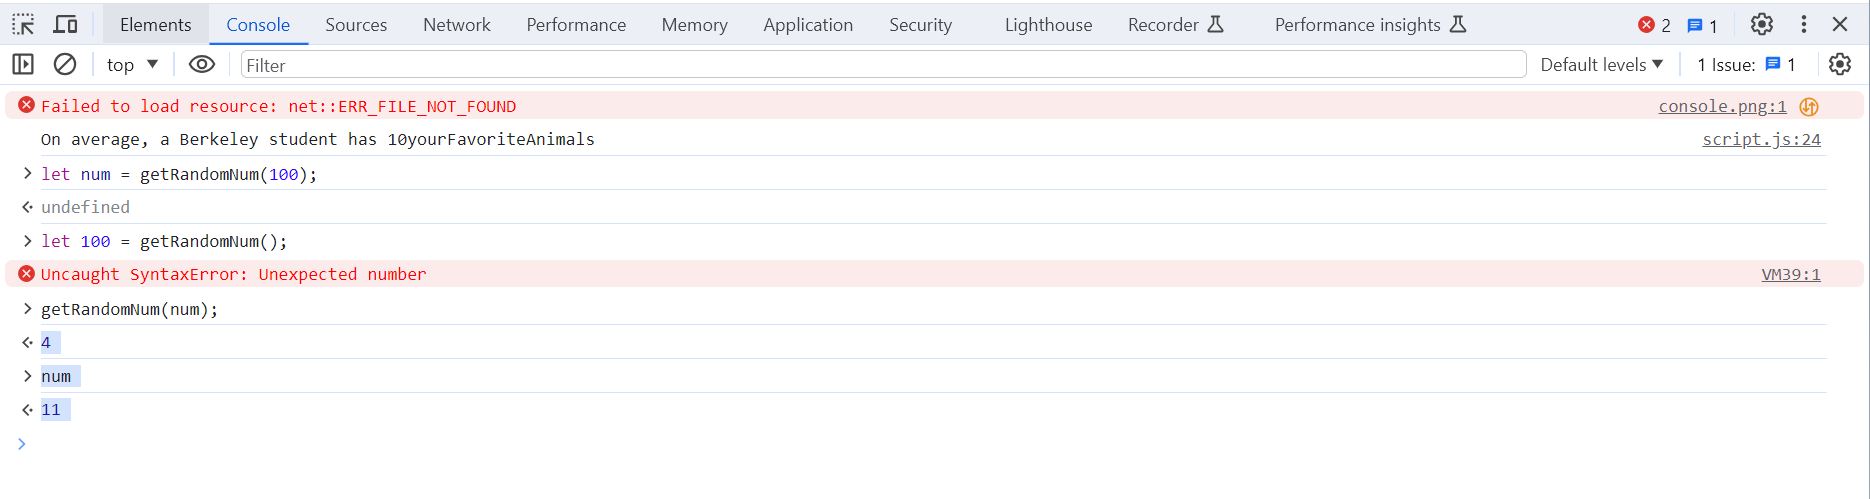 Elements Console Sources Network Performance Memory Application Security Lighthouse Recorder Performance insights 2 1
top Filter Default levels 1 Issue: 1
Failed to load resource: net::ERR_FILE_NOT_FOUND console.png:1
On average, a Berkeley student has 10yourFavoriteAnimals script.js:24
> let num = getRandomNum(100);
undefined
> let 100 = getRandomNum();
Uncaught SyntaxError: Unexpected number VM39:1
> getRandomNum(num);
4
> num
11
>